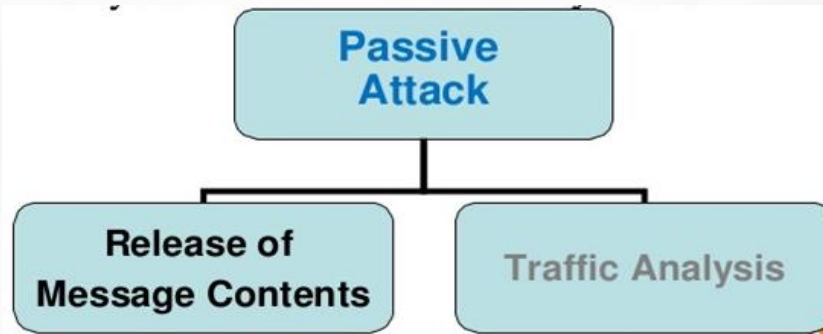 Passive
Attack
Release of
Message Contents
Traffic Analysis